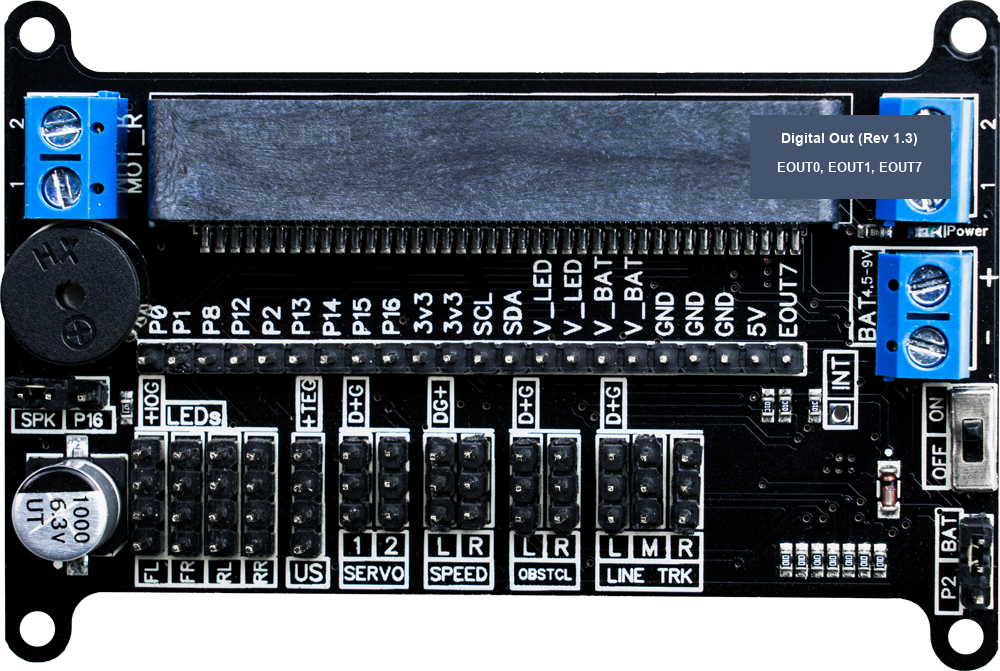 2
1
MOT_R
Digital Out (Rev 1.3)
EOUT0, EOUT1, EOUT7
2
1
Power
HX
BAT
4.5-9V
+
-
P0
P1
P8
P12
P2
P13
P14
P15
P16
3v3
3v3
SCL
SDA
V_LED
V_LED
V_BAT
V_BAT
GND
GND
GND
5V
EOUT7
INT
SPK
P16
+IOG
LEDs
+TEG
D+G
DG+
D+G
D+G
ON
OFF
1000
6.3v
UT
FL
FR
RL
RR
US
1
2
SERVO
L
R
SPEED
L
R
OBSTCL
L
M
R
LINE TRK
BAT
P2